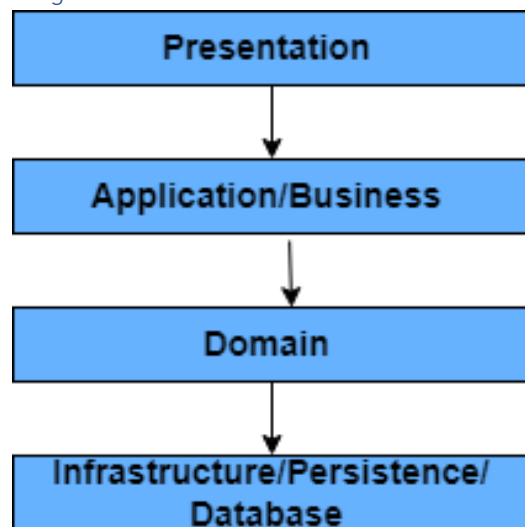 Presentation
Application/Business
Domain
Infrastructure/Persistence/
Database